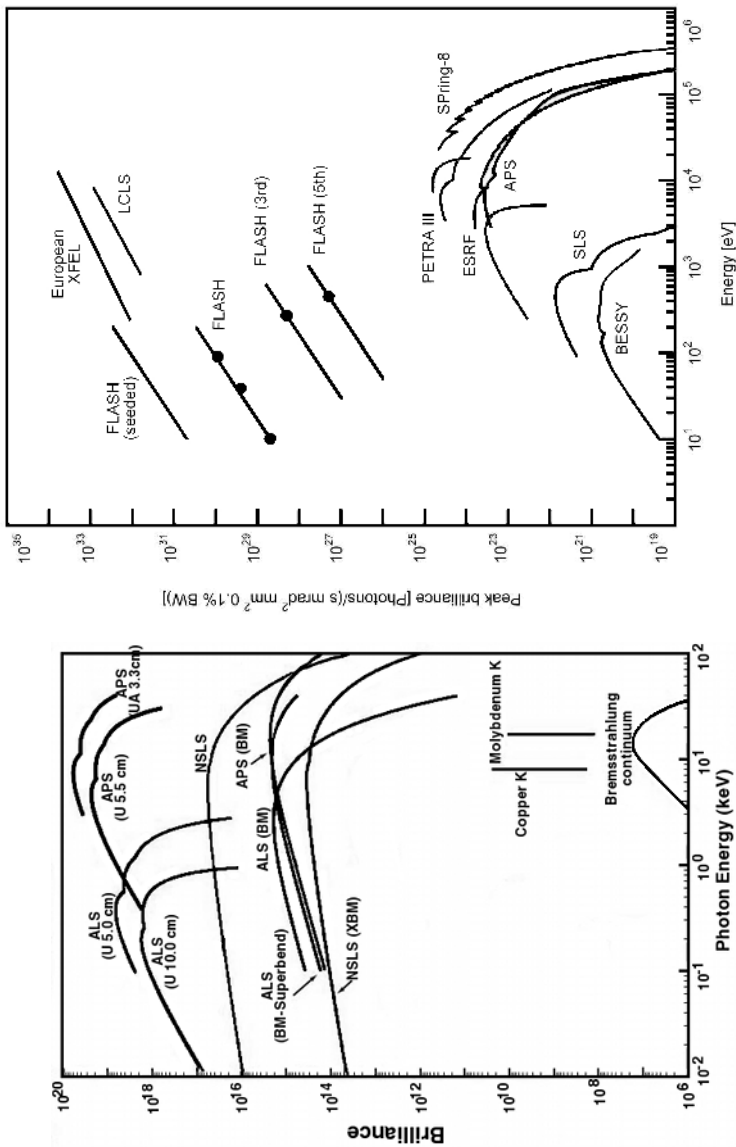 10^20
10^18
10^16
10^14
10^12
10^10
10^8
10^6
Brilliance
10^-2
10^-1
10^0
10^1
10^2
Photon Energy (keV)
ALS
(U 5.0 cm)
ALS
(U 10.0 cm)
APS
(U 5.5 cm)
APS
(UA 3.3cm)
NSLS
APS (BM)
ALS (BM)
ALS
(BM-Superbend)
NSLS (XBM)
Copper K
Molybdenum K
Bremsstrahlung
continuum
10^35
10^33
10^31
10^29
10^27
10^25
10^23
10^21
10^19
Peak brilliance [Photons/(s mrad^2 mm^2 0.1% BW)]
10^1
10^2
10^3
10^4
10^5
10^6
Energy [eV]
FLASH
(seeded)
European
XFEL
LCLS
FLASH
FLASH (3rd)
FLASH (5th)
PETRA III
SPring-8
ESRF
APS
SLS
BESSY